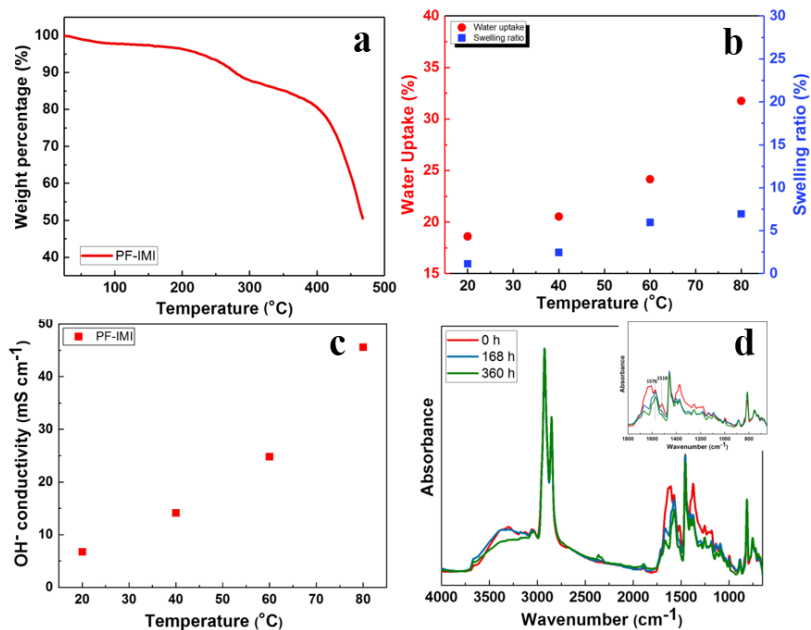 a
100
90
80
70
60
50
40
Weight percentage (%)
PF-IMI
100 200 300 400 500
Temperature (°C)
b
Water uptake
Swelling ratio
40
35
30
25
20
15
Water Uptake (%)
30
25
20
15
10
5
0
Swelling ratio (%)
20 30 40 50 60 70 80
Temperature (°C)
c
PF-IMI
50
40
30
20
10
0
OH⁻ conductivity (mS cm⁻¹)
20 30 40 50 60 70 80
Temperature (°C)
d
0 h
168 h
360 h
Absorbance
4000 3500 3000 2500 2000 1500 1000
Wavenumber (cm⁻¹)
Absorbance
1576
1510
1800 1600 1400 1200 1000 800
Wavenumber (cm⁻¹)